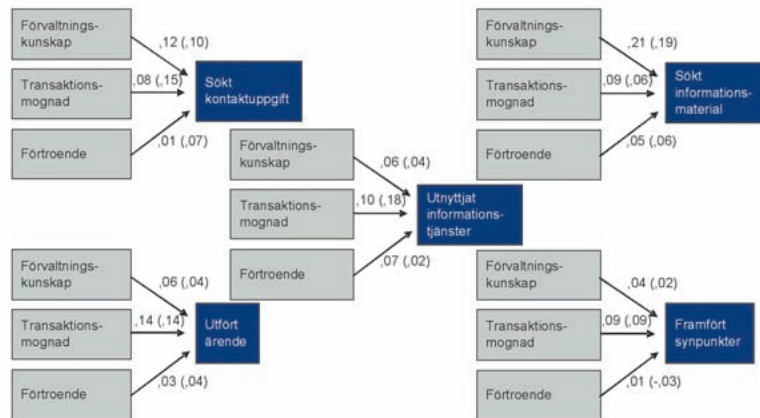 Förvaltnings-
kunskap
,12 (,10)
Transaktions-
mognad
,08 (,15)
Sökt
kontaktuppgift
Förtroende
,01 (,07)
Förvaltnings-
kunskap
,21 (,19)
Transaktions-
mognad
,09 (,06)
Sökt
informations-
material
Förtroende
,05 (,06)
Förvaltnings-
kunskap
,06 (,04)
Transaktions-
mognad
,10 (,18)
Utnyttjat
informations-
tjänster
Förtroende
,07 (,02)
Förvaltnings-
kunskap
,06 (,04)
Transaktions-
mognad
,14 (,14)
Utfört
ärende
Förtroende
,03 (,04)
Förvaltnings-
kunskap
,04 (,02)
Transaktions-
mognad
,09 (,09)
Framfört
synpunkter
Förtroende
,01 (-,03)